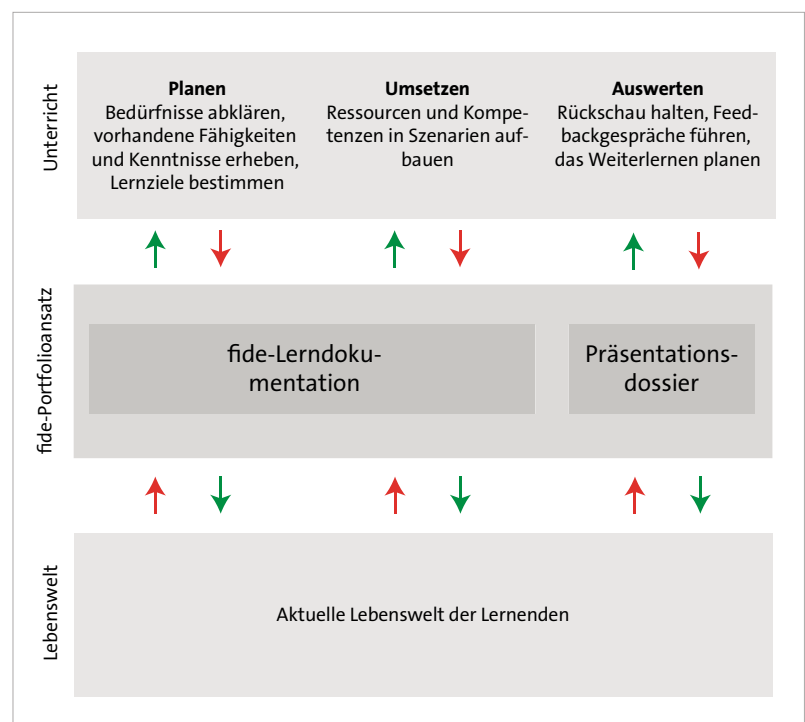 Unterricht
Planen
Bedürfnisse abklären,
vorhandene Fähigkeiten
und Kenntnisse erheben,
Lernziele bestimmen
Umsetzen
Ressourcen und Kompe-
tenzen in Szenarien auf-
bauen
Auswerten
Rückschau halten, Feed-
backgespräche führen,
das Weiterlernen planen
fide-Portfolioansatz
fide-Lerndoku-
mentation
Präsentations-
dossier
Lebenswelt
Aktuelle Lebenswelt der Lernenden